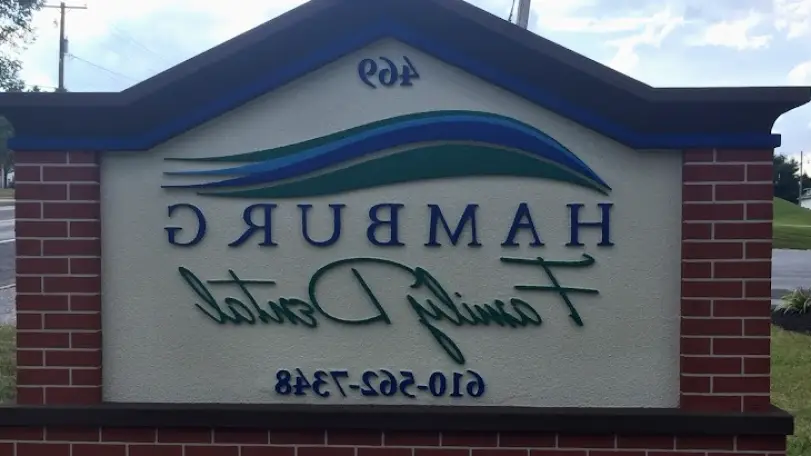 469
HAMBURG
Family Dental
610-562-7348